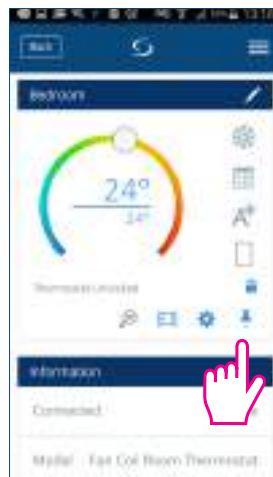 Back
Bedroom
24°
24°
A
Thermostat unlocked
Information
Connected
Model Fan Coil Room Thermostat